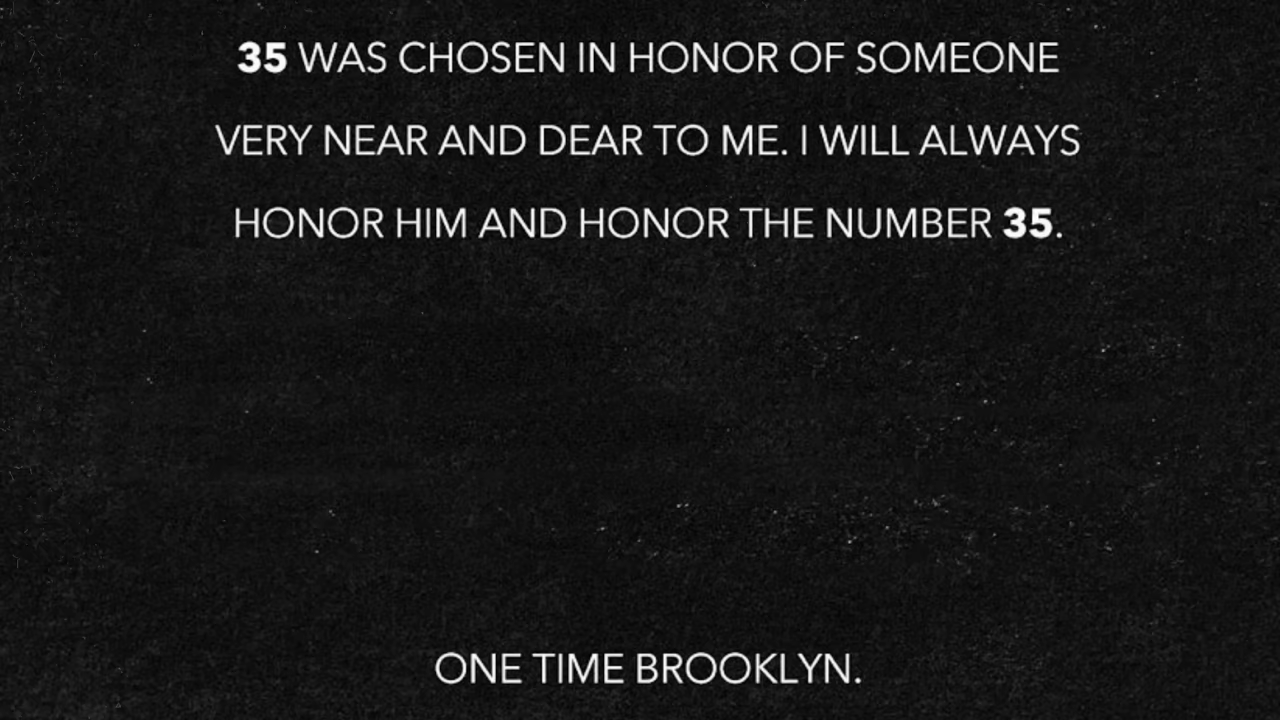 35 WAS CHOSEN IN HONOR OF SOMEONE
VERY NEAR AND DEAR TO ME. I WILL ALWAYS
HONOR HIM AND HONOR THE NUMBER 35.
ONE TIME BROOKLYN.